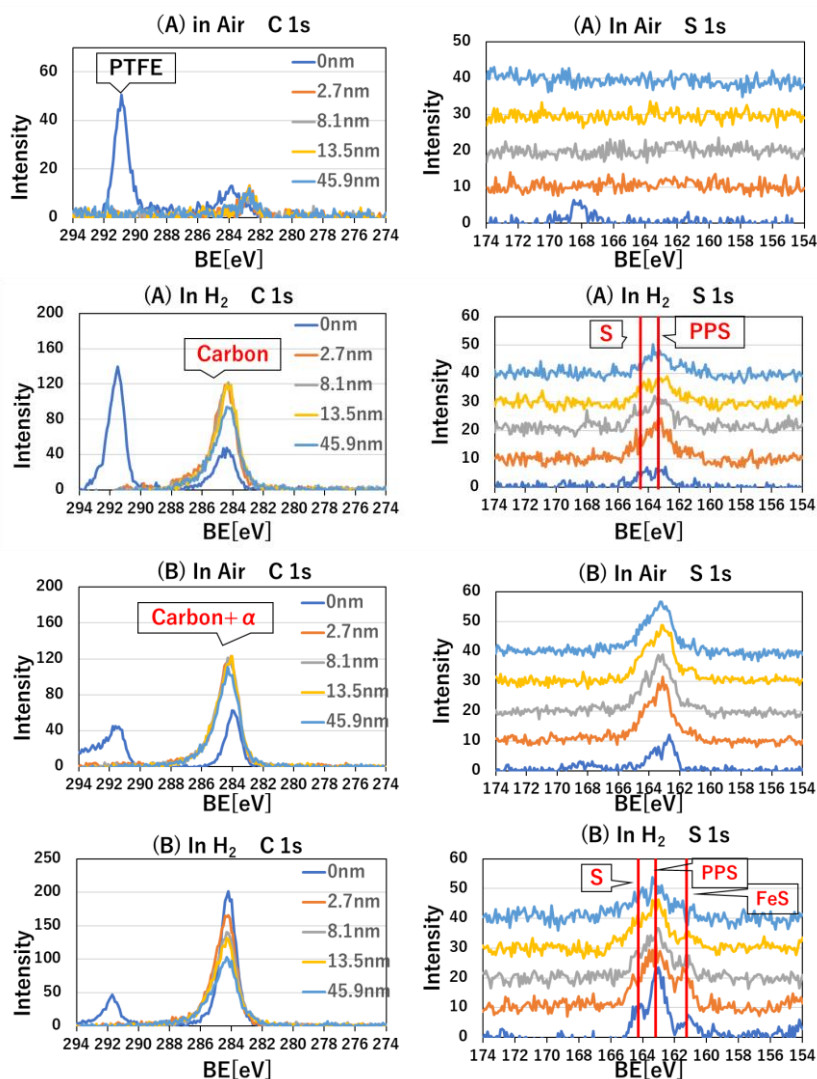 (A) in Air C 1s
Intensity
60
40
20
0
PTFE
0nm
2.7nm
8.1nm
13.5nm
45.9nm
294 292 290 288 286 284 282 280 278 276 274
BE[eV]
(A) In Air S 1s
Intensity
50
40
30
20
10
0
174 172 170 168 166 164 162 160 158 156 154
BE[eV]
(A) In H₂ C 1s
Intensity
200
160
120
80
40
0
Carbon
0nm
2.7nm
8.1nm
13.5nm
45.9nm
294 292 290 288 286 284 282 280 278 276 274
BE[eV]
(A) In H₂ S 1s
Intensity
60
50
40
30
20
10
0
S
PPS
174 172 170 168 166 164 162 160 158 156 154
BE[eV]
(B) In Air C 1s
Intensity
200
160
120
80
40
0
Carbon+ α
0nm
2.7nm
8.1nm
13.5nm
45.9nm
294 292 290 288 286 284 282 280 278 276 274
BE[eV]
(B) In Air S 1s
Intensity
60
50
40
30
20
10
0
174 172 170 168 166 164 162 160 158 156 154
BE[eV]
(B) In H₂ C 1s
Intensity
250
200
150
100
50
0
0nm
2.7nm
8.1nm
13.5nm
45.9nm
294 292 290 288 286 284 282 280 278 276 274
BE[eV]
(B) In H₂ S 1s
Intensity
60
50
40
30
20
10
0
S
PPS
FeS
174 172 170 168 166 164 162 160 158 156 154
BE[eV]